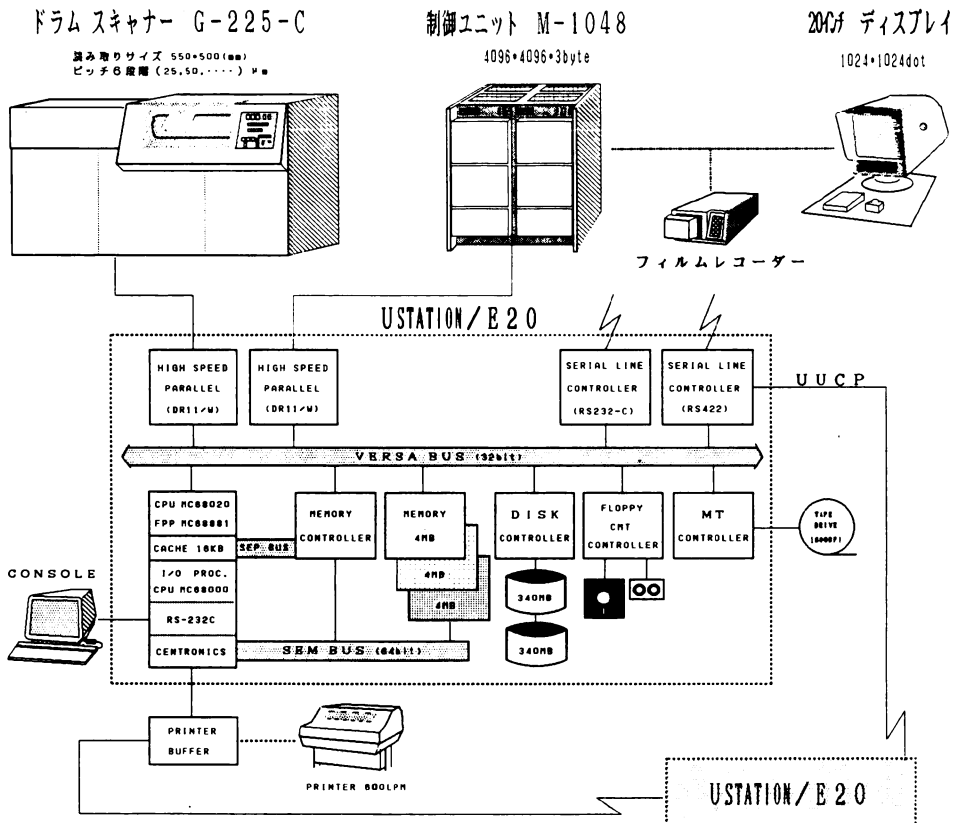 ドラム スキャナー G-225-C
読み取りサイズ 550*500(mm)
ピッチ6段階 (25,50,････) μm
制御ユニット M-1048
4096*4096*3byte
20インチ ディスプレイ
1024*1024dot
フィルムレコーダー
USTATION/E20
HIGH SPEED
PARALLEL
(DR11/W)
HIGH SPEED
PARALLEL
(DR11/W)
SERIAL LINE
CONTROLLER
(RS232-C)
SERIAL LINE
CONTROLLER
(RS422)
UUCP
VERSA BUS (32bit)
CPU MC68020
FPP MC68881
CACHE 16KB
SEP BUS
I/O PROC.
CPU MC68000
RS-232C
CENTRONICS
MEMORY
CONTROLLER
MEMORY
4MB
4MB
4MB
DISK
CONTROLLER
340MB
340MB
FLOPPY
CMT
CONTROLLER
MT
CONTROLLER
TAPE
DRIVE
CONSOLE
SEM BUS (64bit)
PRINTER
BUFFER
PRINTER 600LPM
USTATION/E20